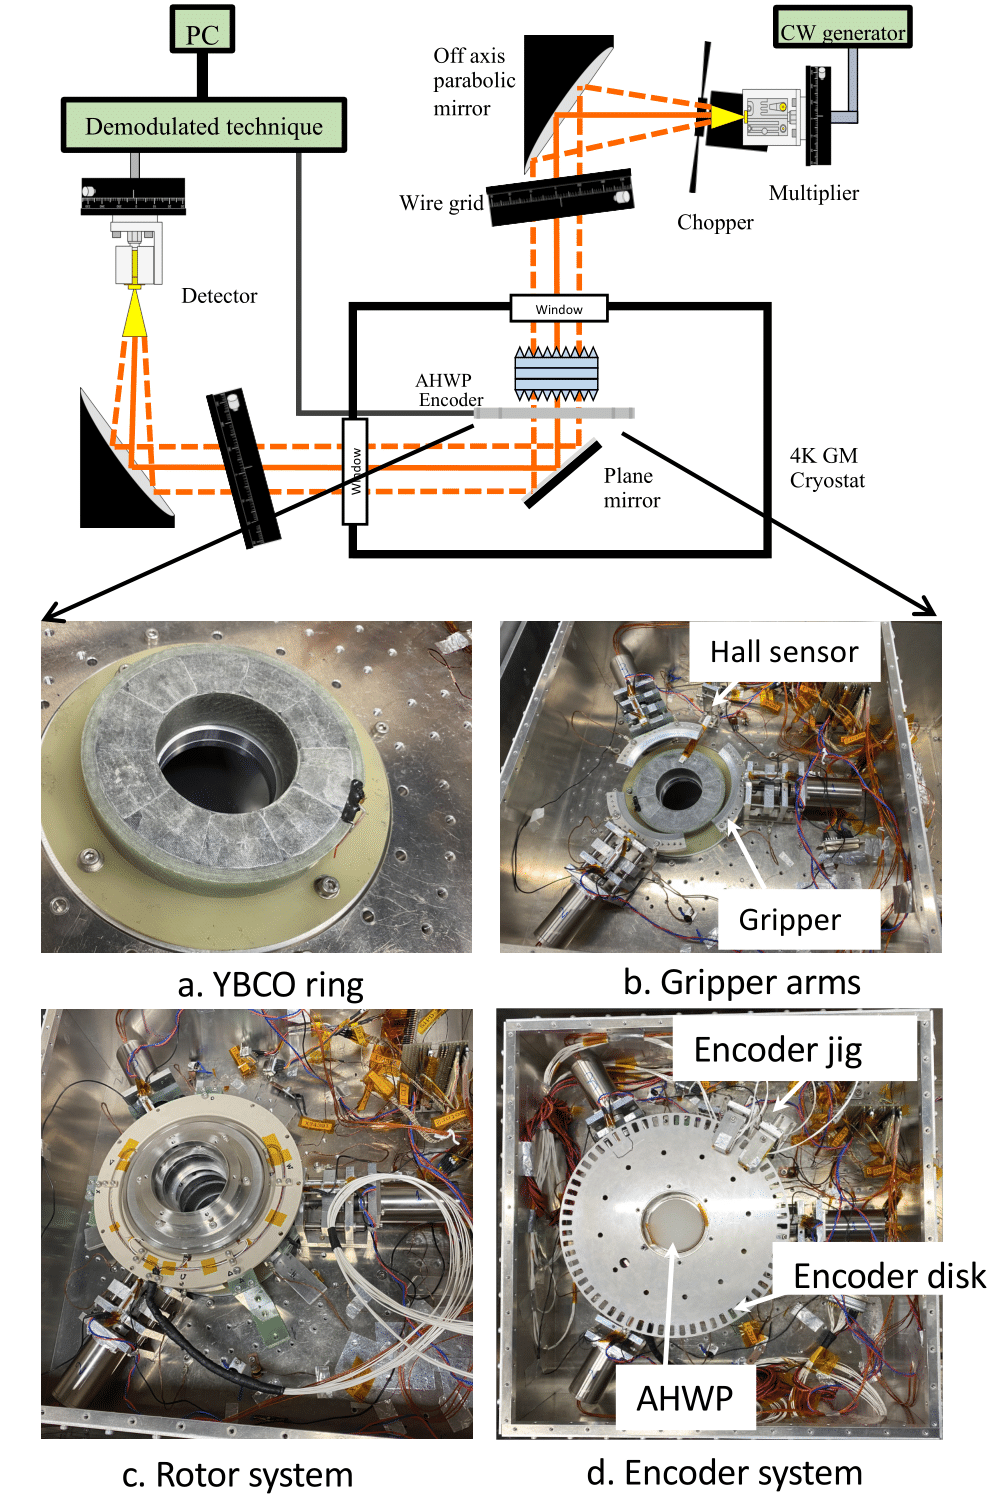 PC
CW generator
Off axis
parabolic
mirror
Demodulated technique
Multiplier
Wire grid
Chopper
Detector
Window
AHWP
Encoder
Window
Plane
mirror
4K GM
Cryostat
Hall sensor
Gripper
a. YBCO ring
b. Gripper arms
Encoder jig
Encoder disk
AHWP
c. Rotor system
d. Encoder system